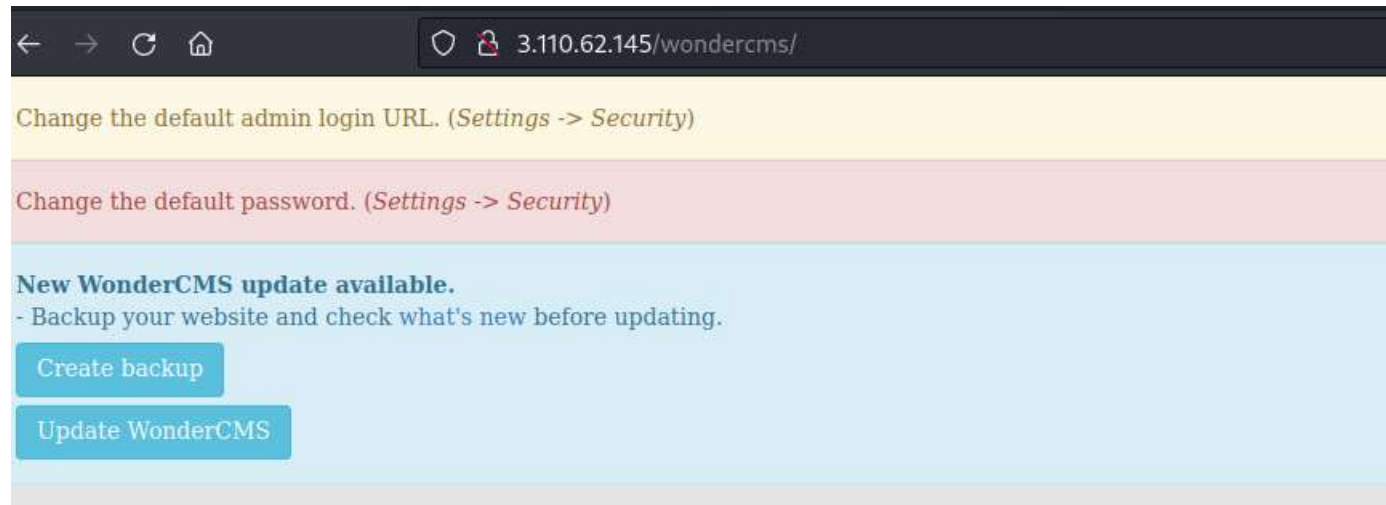 3.110.62.145/wondercms/
Change the default admin login URL. (Settings -> Security)
Change the default password. (Settings -> Security)
New WonderCMS update available.
- Backup your website and check what's new before updating.
Create backup
Update WonderCMS